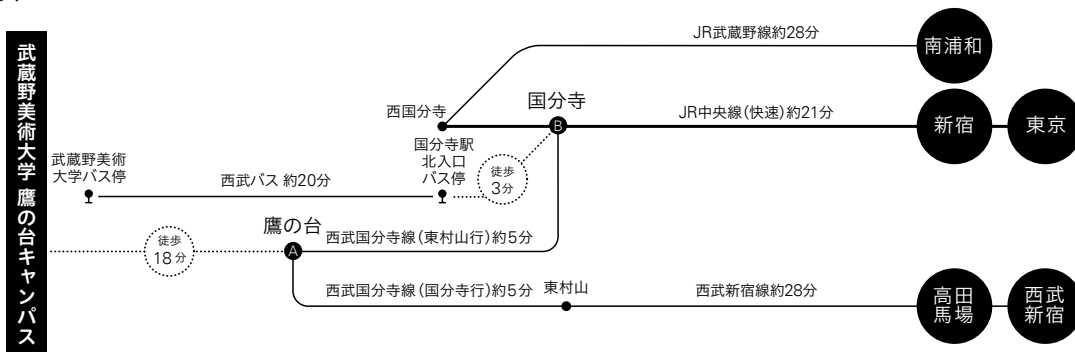 武蔵野美術大学 鷹の台キャンパス
JR武蔵野線約28分
南浦和
西国分寺
国分寺
B
JR中央線(快速)約21分
新宿
東京
武蔵野美術
大学バス停
西武バス 約20分
国分寺駅
北入口
バス停
徒歩
3分
徒歩
18分
鷹の台
A
西武国分寺線(東村山行)約5分
西武国分寺線(国分寺行)約5分
東村山
西武新宿線約28分
高田
馬場
西武
新宿